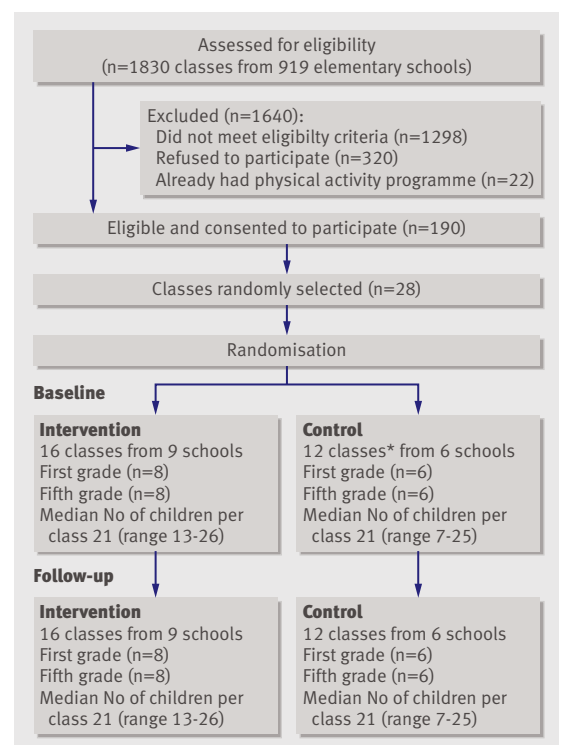 Assessed for eligibility
(n=1830 classes from 919 elementary schools)
Excluded (n=1640):
Did not meet eligibilty criteria (n=1298)
Refused to participate (n=320)
Already had physical activity programme (n=22)
Eligible and consented to participate (n=190)
Classes randomly selected (n=28)
Randomisation
Baseline
Intervention
16 classes from 9 schools
First grade (n=8)
Fifth grade (n=8)
Median No of children per
class 21 (range 13-26)
Control
12 classes* from 6 schools
First grade (n=6)
Fifth grade (n=6)
Median No of children per
class 21 (range 7-25)
Follow-up
Intervention
16 classes from 9 schools
First grade (n=8)
Fifth grade (n=8)
Median No of children per
class 21 (range 13-26)
Control
12 classes from 6 schools
First grade (n=6)
Fifth grade (n=6)
Median No of children per
class 21 (range 7-25)